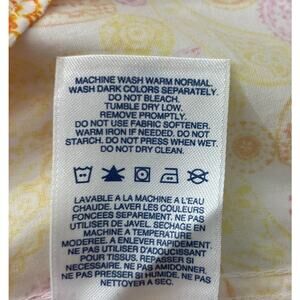 MACHINE WASH WARM NORMAL.
WASH DARK COLORS SEPARATELY.
DO NOT BLEACH.
TUMBLE DRY LOW.
REMOVE PROMPTLY.
DO NOT USE FABRIC SOFTENER.
WARM IRON IF NEEDED. DO NOT
STARCH. DO NOT PRESS WHEN WET.
DO NOT DRY CLEAN.
LAVABLE A LA MACHINE A L'EAU
CHAUDE. LAVER LES COULEURS
FONCEES SEPAREMENT. NE PAS
UTILISER DE JAVEL. SECHAGE EN
MACHINE A TEMPERATURE
MODEREE. A ENLEVER RAPIDEMENT.
NE PAS UTILISER D'ADOUCISSANT
POUR TISSUS. REPASSER SI
NECESSAIRE. NE PAS AMIDONNER.
NE PAS PRESSER SI HUMIDE. NE PAS
NETTOYER A SEC.